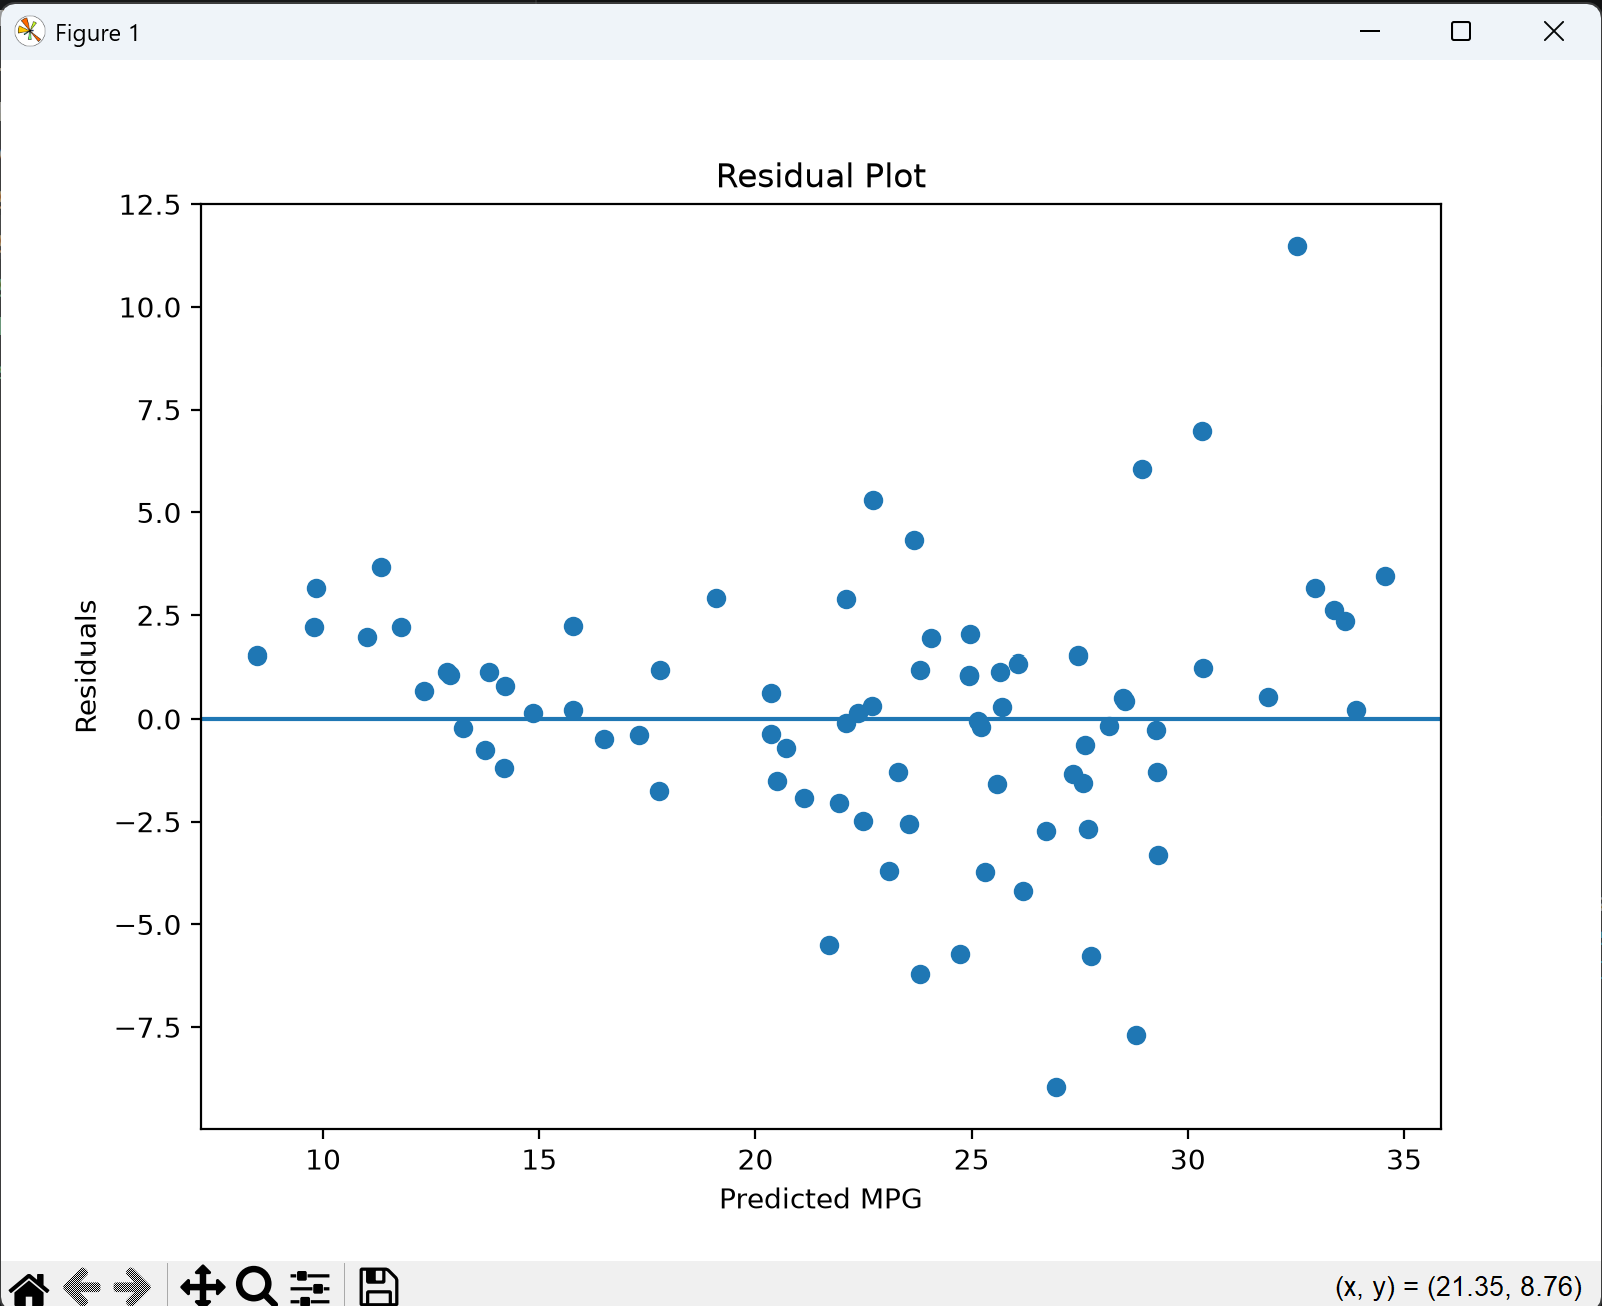 Figure 1
Residual Plot
12.5
10.0
7.5
5.0
2.5
0.0
−2.5
−5.0
−7.5
Residuals
10 15 20 25 30 35
Predicted MPG
(x, y) = (21.35, 8.76)